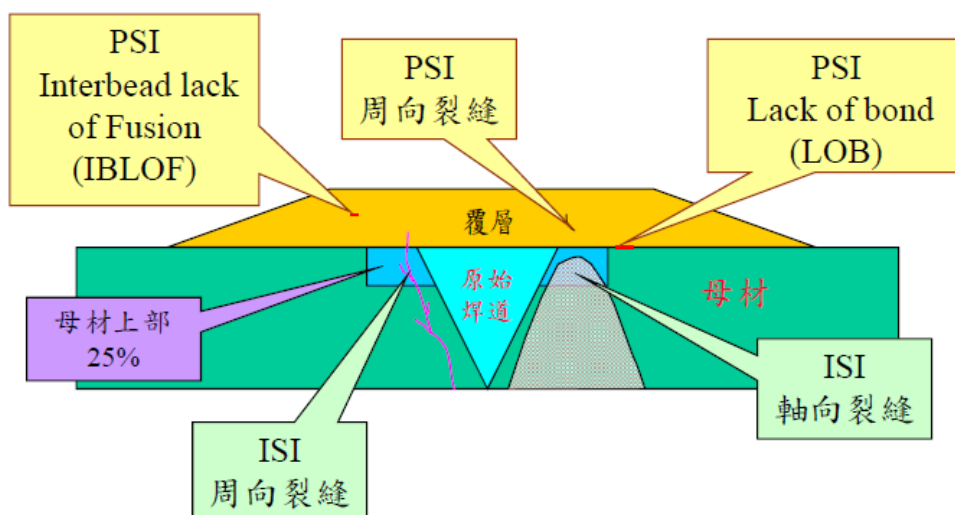 PSI
Interbead lack
of Fusion
(IBLOF)
PSI
周向裂縫
PSI
Lack of bond
(LOB)
覆層
原始
焊道
母材
母材上部
25%
ISI
周向裂縫
ISI
軸向裂縫